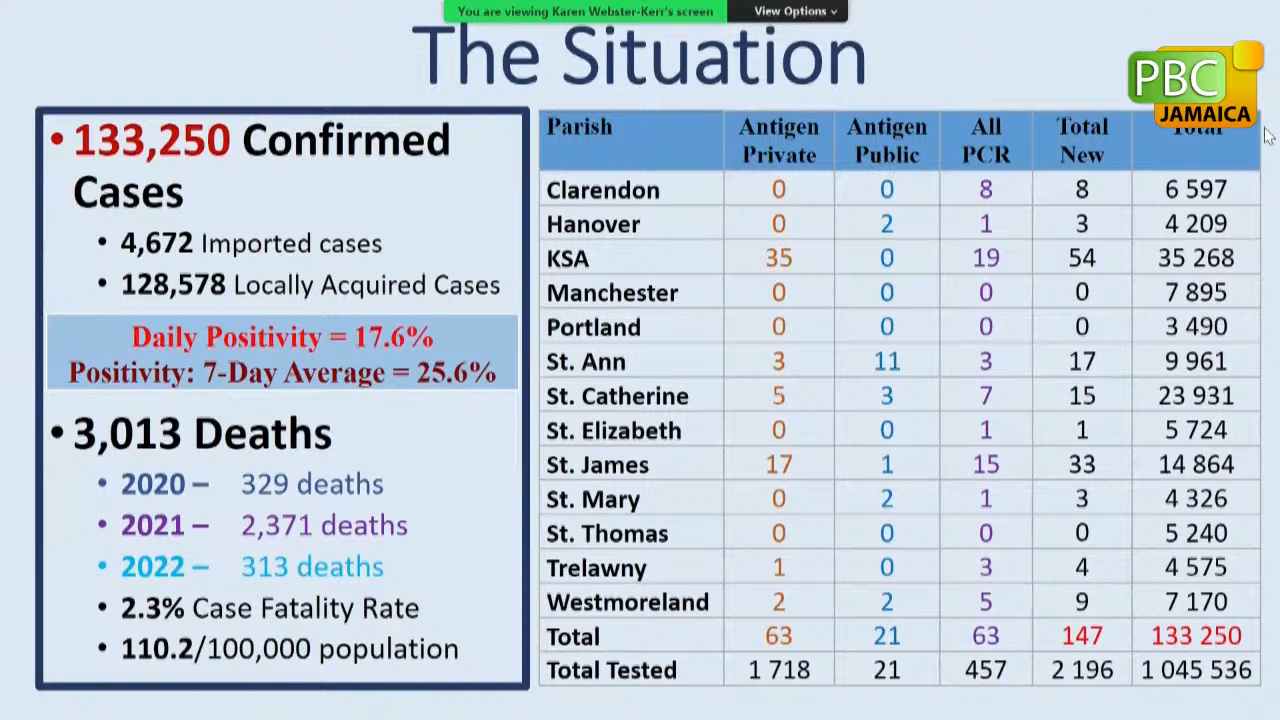 You are viewing Karen Webster-Kerr's screen
View Options
The Situation
PBC
JAMAICA
• 133,250 Confirmed
Cases
• 4,672 Imported cases
• 128,578 Locally Acquired Cases
Daily Positivity = 17.6%
Positivity: 7-Day Average = 25.6%
• 3,013 Deaths
• 2020 – 329 deaths
• 2021 – 2,371 deaths
• 2022 – 313 deaths
• 2.3% Case Fatality Rate
• 110.2/100,000 population
Parish Antigen Private Antigen Public All PCR Total New Total
Clarendon 0 0 8 8 6 597
Hanover 0 2 1 3 4 209
KSA 35 0 19 54 35 268
Manchester 0 0 0 0 7 895
Portland 0 0 0 0 3 490
St. Ann 3 11 3 17 9 961
St. Catherine 5 3 7 15 23 931
St. Elizabeth 0 0 1 1 5 724
St. James 17 1 15 33 14 864
St. Mary 0 2 1 3 4 326
St. Thomas 0 0 0 0 5 240
Trelawny 1 0 3 4 4 575
Westmoreland 2 2 5 9 7 170
Total 63 21 63 147 133 250
Total Tested 1 718 21 457 2 196 1 045 536